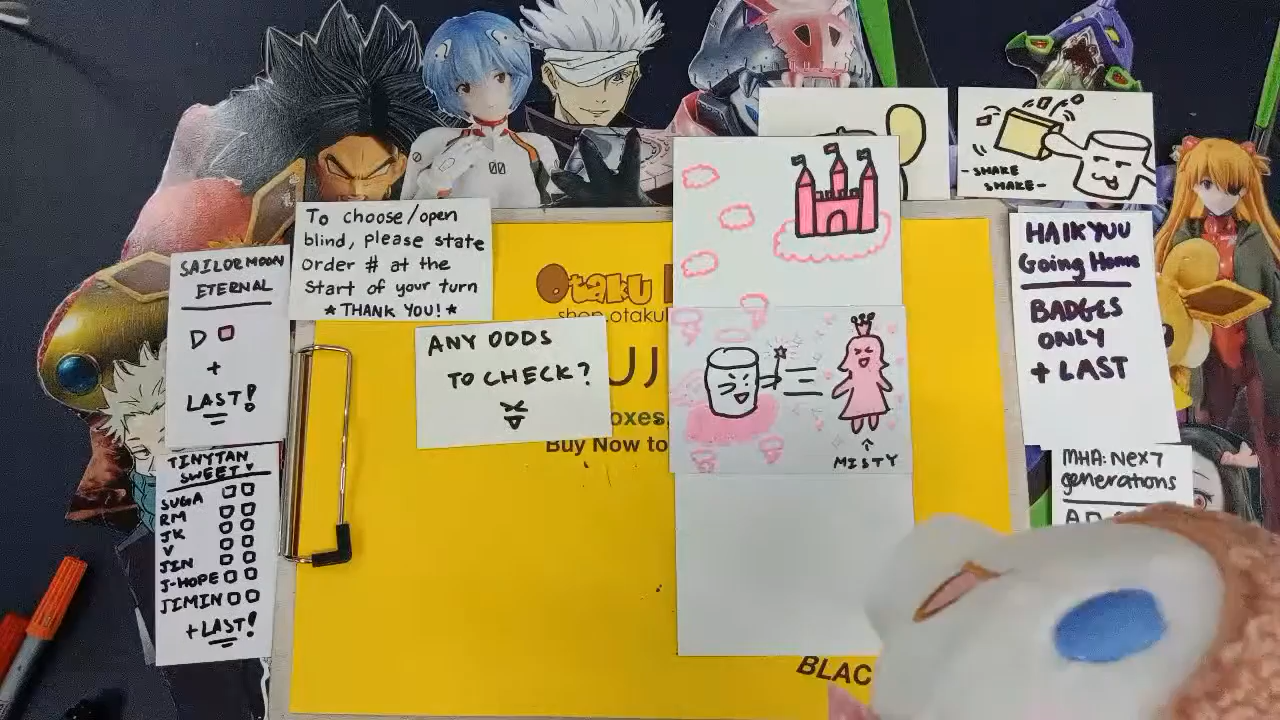 To choose/open
blind, please state
Order # at the
start of your turn
*THANK YOU!*
SAILORMOON
ETERNAL
D
+
LAST!
TINYTAN
SWEET
SUGA
RM
JK
V
JIN
J-HOPE
JIMIN
+LAST!
ANY ODDS
TO CHECK?
Otaku
shop.otaku
Buy Now to
MISTY
BLAC
-SHAKE
SHAKE-
HAIKYUU
Going Home
BADGES
ONLY
+ LAST
MHA: Next
generations
00